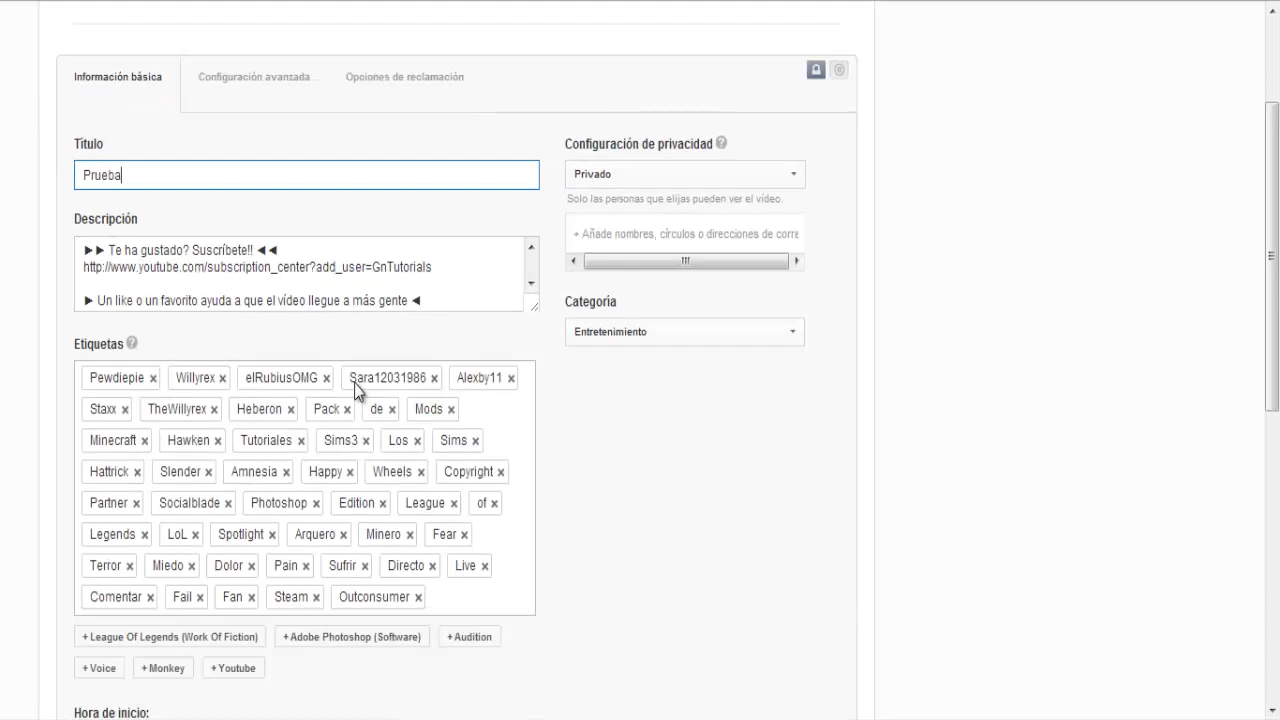 Información básica
Configuración avanzada
Opciones de reclamación
Título
Prueba
Descripción
►► Te ha gustado? Suscríbete!! ◄◄
http://www.youtube.com/subscription_center?add_user=GnTutorials
► Un like o un favorito ayuda a que el vídeo llegue a más gente ◄
Etiquetas ?
Pewdiepie × Willyrex × elRubiusOMG × Sara12031986 × Alexby11 ×
Staxx × TheWillyrex × Heberon × Pack × de × Mods ×
Minecraft × Hawken × Tutoriales × Sims3 × Los × Sims ×
Hattrick × Slender × Amnesia × Happy × Wheels × Copyright ×
Partner × Socialblade × Photoshop × Edition × League × of ×
Legends × LoL × Spotlight × Arquero × Minero × Fear ×
Terror × Miedo × Dolor × Pain × Sufrir × Directo × Live ×
Comentar × Fail × Fan × Steam × Outconsumer ×
+ League Of Legends (Work Of Fiction) + Adobe Photoshop (Software) + Audition
+ Voice + Monkey + Youtube
Hora de inicio:
Configuración de privacidad ?
Privado
Solo las personas que elijas pueden ver el vídeo.
+ Añade nombres, círculos o direcciones de corre
Categoría
Entretenimiento